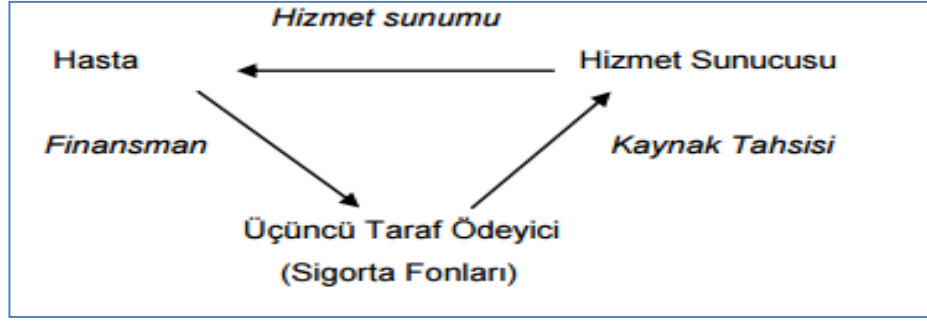 Hizmet sunumu
Hasta
Hizmet Sunucusu
Finansman
Kaynak Tahsisi
Üçüncü Taraf Ödeyici
(Sigorta Fonları)